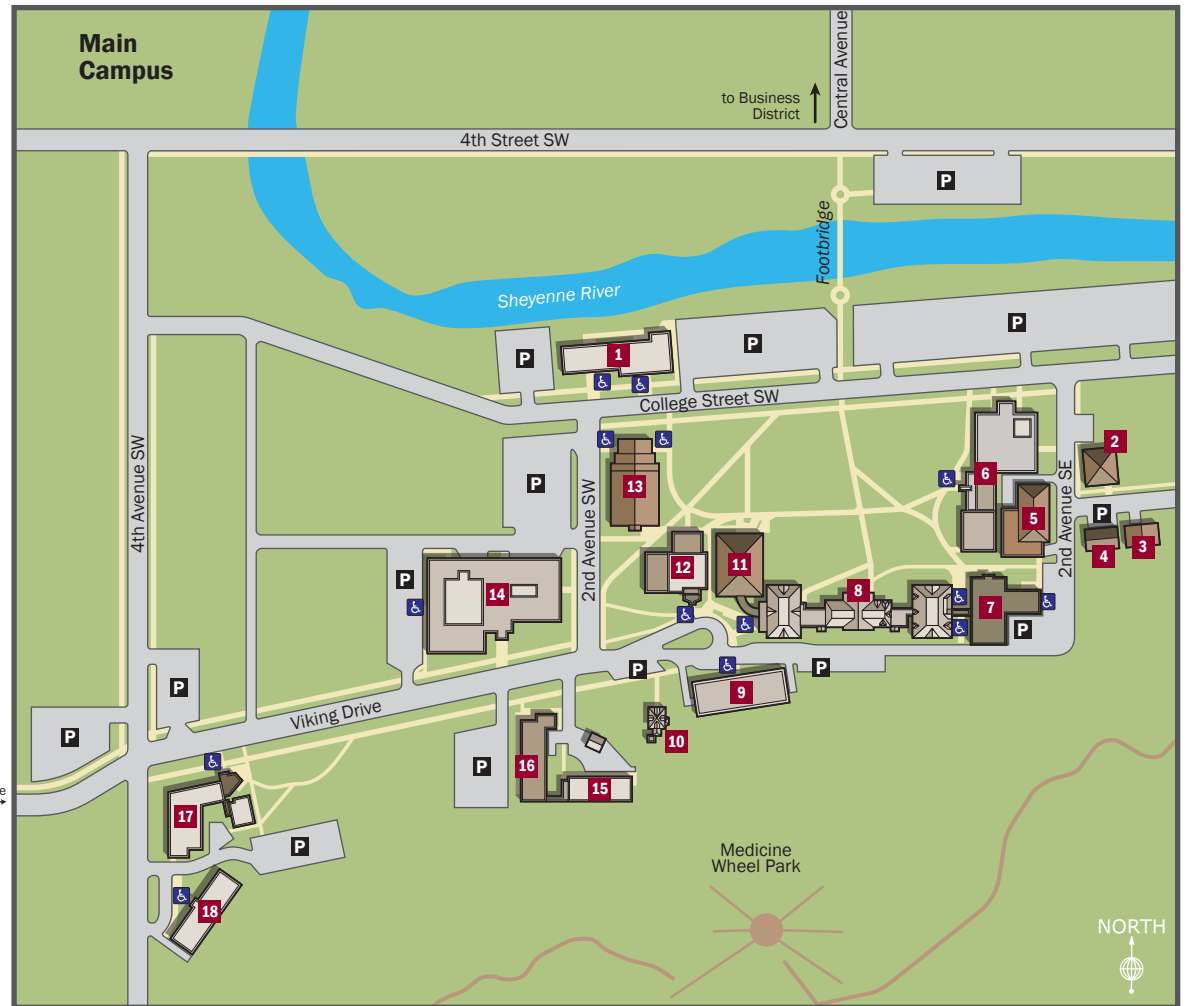 Main
Campus
to Business
District
Central Avenue
4th Street SW
P
Footbridge
Sheyenne River
P
1
P
P
College Street SW
4th Avenue SW
2nd Avenue SW
2nd Avenue SE
P
13
6
2
5
P
4
3
12
11
14
P
8
7
P
P
P
9
P
10
Viking Drive
P
P
16
15
17
P
18
Medicine
Wheel Park
NORTH